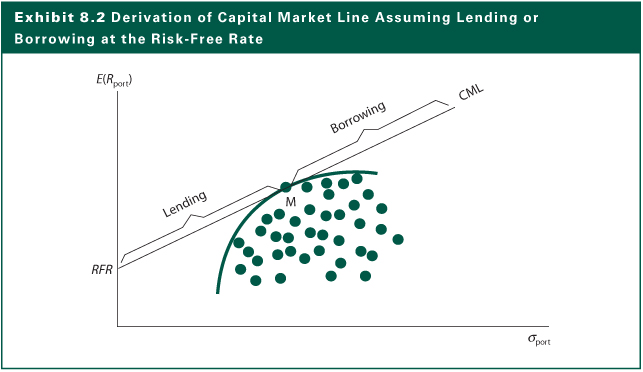 Exhibit 8.2 Derivation of Capital Market Line Assuming Lending or
Borrowing at the Risk-Free Rate
E(Rport)
CML
Borrowing
Lending
M
RFR
σport